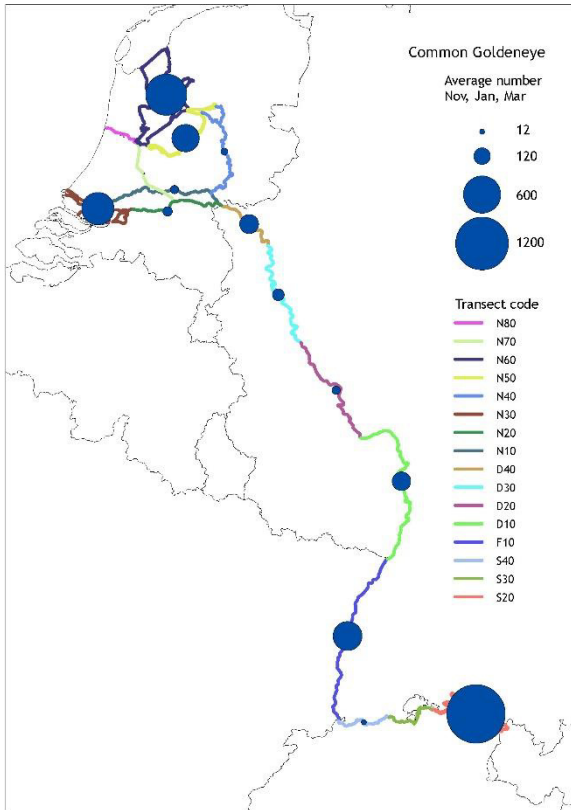 Common Goldeneye
Average number
Nov, Jan, Mar
12
120
600
1200
Transect code
N80
N70
N60
N50
N40
N30
N20
N10
D40
D30
D20
D10
F10
S40
S30
S20